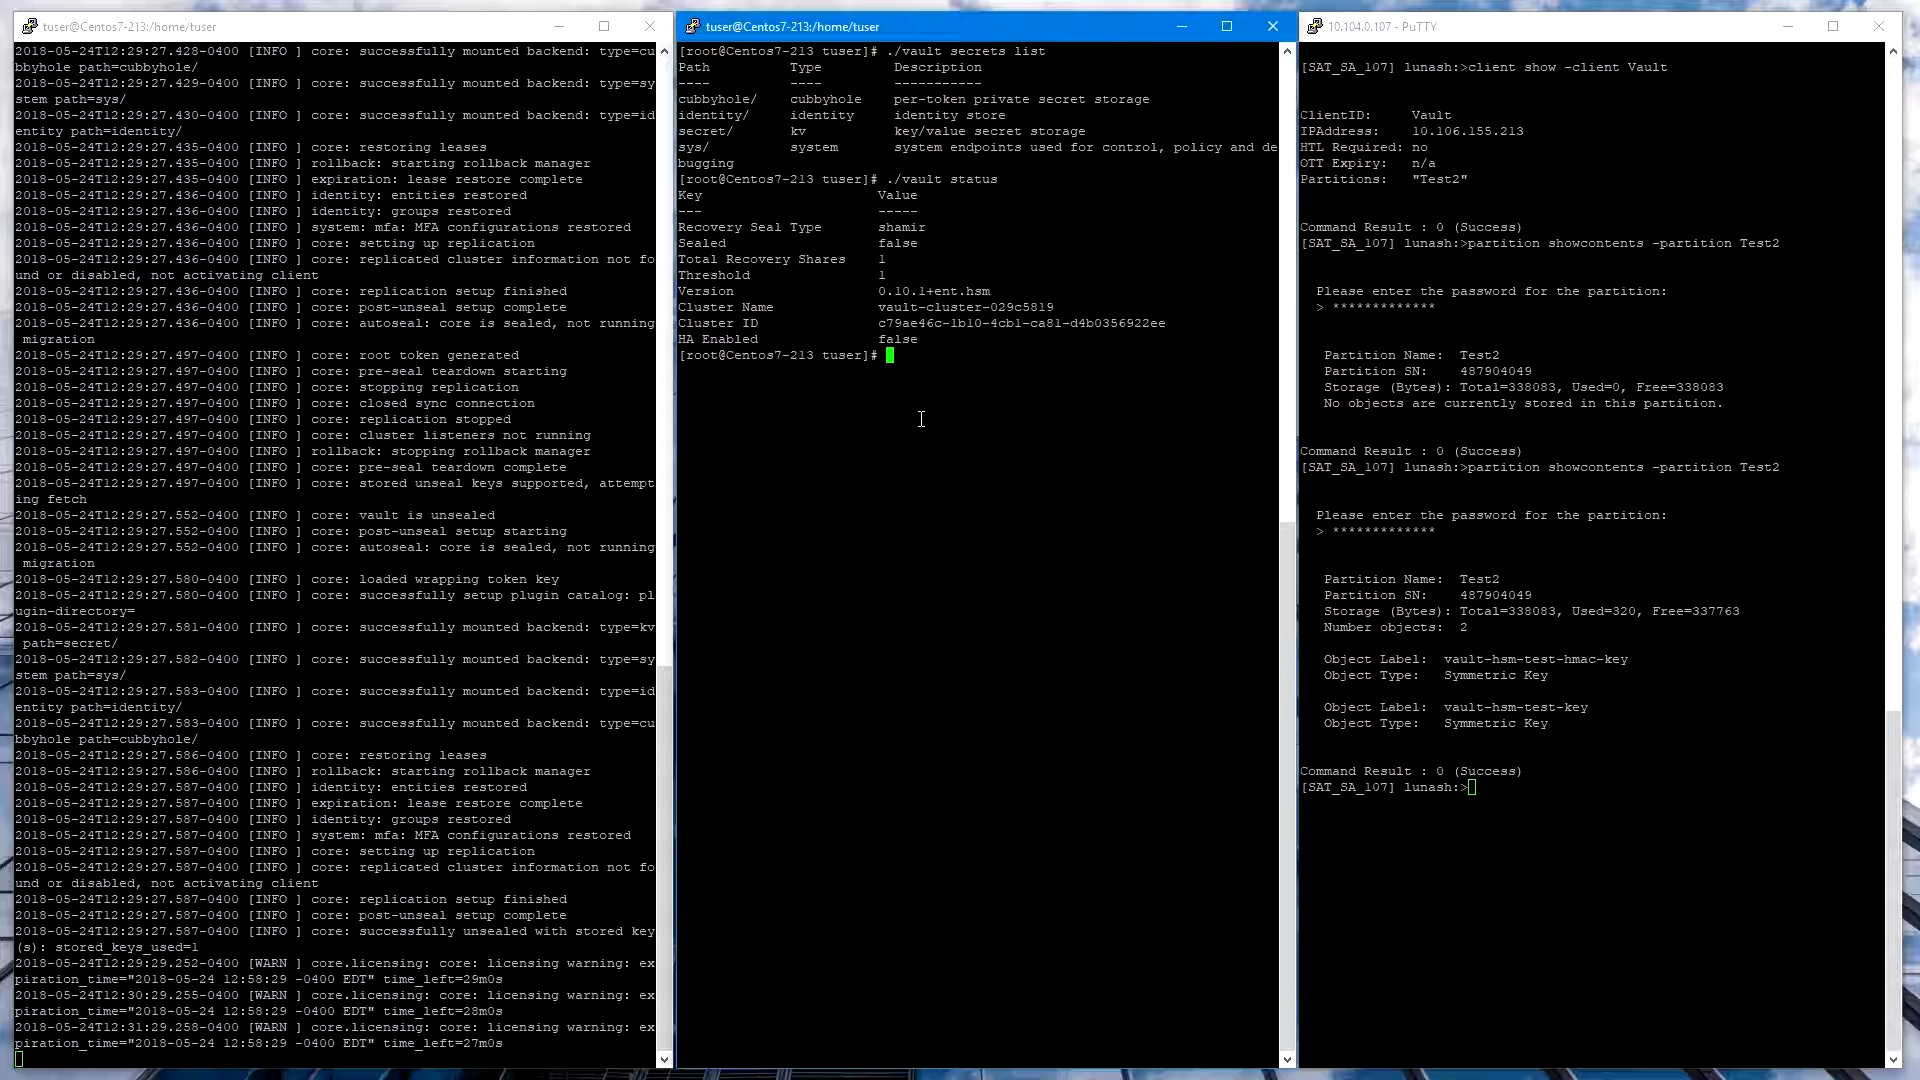 tuser@Centos7-213:/home/tuser
2018-05-24T12:29:27.428-0400 [INFO ] core: successfully mounted backend: type=cu
bbyhole path=cubbyhole/
2018-05-24T12:29:27.429-0400 [INFO ] core: successfully mounted backend: type=sy
stem path=sys/
2018-05-24T12:29:27.430-0400 [INFO ] core: successfully mounted backend: type=id
entity path=identity/
2018-05-24T12:29:27.435-0400 [INFO ] core: restoring leases
2018-05-24T12:29:27.435-0400 [INFO ] rollback: starting rollback manager
2018-05-24T12:29:27.435-0400 [INFO ] expiration: lease restore complete
2018-05-24T12:29:27.436-0400 [INFO ] identity: entities restored
2018-05-24T12:29:27.436-0400 [INFO ] identity: groups restored
2018-05-24T12:29:27.436-0400 [INFO ] system: mfa: MFA configurations restored
2018-05-24T12:29:27.436-0400 [INFO ] core: setting up replication
2018-05-24T12:29:27.436-0400 [INFO ] core: replicated cluster information not fo
und or disabled, not activating client
2018-05-24T12:29:27.436-0400 [INFO ] core: replication setup finished
2018-05-24T12:29:27.436-0400 [INFO ] core: post-unseal setup complete
2018-05-24T12:29:27.436-0400 [INFO ] core: autoseal: core is sealed, not running
 migration
2018-05-24T12:29:27.497-0400 [INFO ] core: root token generated
2018-05-24T12:29:27.497-0400 [INFO ] core: pre-seal teardown starting
2018-05-24T12:29:27.497-0400 [INFO ] core: stopping replication
2018-05-24T12:29:27.497-0400 [INFO ] core: closed sync connection
2018-05-24T12:29:27.497-0400 [INFO ] core: replication stopped
2018-05-24T12:29:27.497-0400 [INFO ] core: cluster listeners not running
2018-05-24T12:29:27.497-0400 [INFO ] rollback: stopping rollback manager
2018-05-24T12:29:27.497-0400 [INFO ] core: pre-seal teardown complete
2018-05-24T12:29:27.497-0400 [INFO ] core: stored unseal keys supported, attempt
ing fetch
2018-05-24T12:29:27.552-0400 [INFO ] core: vault is unsealed
2018-05-24T12:29:27.552-0400 [INFO ] core: post-unseal setup starting
2018-05-24T12:29:27.552-0400 [INFO ] core: autoseal: core is sealed, not running
 migration
2018-05-24T12:29:27.580-0400 [INFO ] core: loaded wrapping token key
2018-05-24T12:29:27.580-0400 [INFO ] core: successfully setup plugin catalog: pl
ugin-directory=
2018-05-24T12:29:27.581-0400 [INFO ] core: successfully mounted backend: type=kv
 path=secret/
2018-05-24T12:29:27.582-0400 [INFO ] core: successfully mounted backend: type=sy
stem path=sys/
2018-05-24T12:29:27.583-0400 [INFO ] core: successfully mounted backend: type=id
entity path=identity/
2018-05-24T12:29:27.583-0400 [INFO ] core: successfully mounted backend: type=cu
bbyhole path=cubbyhole/
2018-05-24T12:29:27.586-0400 [INFO ] core: restoring leases
2018-05-24T12:29:27.586-0400 [INFO ] rollback: starting rollback manager
2018-05-24T12:29:27.587-0400 [INFO ] identity: entities restored
2018-05-24T12:29:27.587-0400 [INFO ] expiration: lease restore complete
2018-05-24T12:29:27.587-0400 [INFO ] identity: groups restored
2018-05-24T12:29:27.587-0400 [INFO ] system: mfa: MFA configurations restored
2018-05-24T12:29:27.587-0400 [INFO ] core: setting up replication
2018-05-24T12:29:27.587-0400 [INFO ] core: replicated cluster information not fo
und or disabled, not activating client
2018-05-24T12:29:27.587-0400 [INFO ] core: replication setup finished
2018-05-24T12:29:27.587-0400 [INFO ] core: post-unseal setup complete
2018-05-24T12:29:27.587-0400 [INFO ] core: successfully unsealed with stored key
(s): stored_keys_used=1
2018-05-24T12:29:29.252-0400 [WARN ] core.licensing: core: licensing warning: ex
piration_time="2018-05-24 12:58:29 -0400 EDT" time_left=29m0s
2018-05-24T12:30:29.255-0400 [WARN ] core.licensing: core: licensing warning: ex
piration_time="2018-05-24 12:58:29 -0400 EDT" time_left=28m0s
2018-05-24T12:31:29.258-0400 [WARN ] core.licensing: core: licensing warning: ex
piration_time="2018-05-24 12:58:29 -0400 EDT" time_left=27m0s
tuser@Centos7-213:/home/tuser
[root@Centos7-213 tuser]# ./vault secrets list
Path          Type         Description
----          ----         -----------
cubbyhole/    cubbyhole    per-token private secret storage
identity/     identity     identity store
secret/       kv           key/value secret storage
sys/          system       system endpoints used for control, policy and de
bugging
[root@Centos7-213 tuser]# ./vault status
Key                      Value
---                      -----
Recovery Seal Type       shamir
Sealed                   false
Total Recovery Shares    1
Threshold                1
Version                  0.10.1+ent.hsm
Cluster Name             vault-cluster-029c5819
Cluster ID               c79ae46c-1b10-4cb1-ca81-d4b0356922ee
HA Enabled               false
[root@Centos7-213 tuser]#
10.104.0.107 - PuTTY
[SAT_SA_107] lunash:>client show -client Vault
ClientID:     Vault
IPAddress:    10.106.155.213
HTL Required: no
OTT Expiry:   n/a
Partitions:   "Test2"
Command Result : 0 (Success)
[SAT_SA_107] lunash:>partition showcontents -partition Test2
Please enter the password for the partition:
> *************
Partition Name:  Test2
Partition SN:    487904049
Storage (Bytes): Total=338083, Used=0, Free=338083
No objects are currently stored in this partition.
Command Result : 0 (Success)
[SAT_SA_107] lunash:>partition showcontents -partition Test2
Please enter the password for the partition:
> *************
Partition Name:  Test2
Partition SN:    487904049
Storage (Bytes): Total=338083, Used=320, Free=337763
Number objects:  2
Object Label:  vault-hsm-test-hmac-key
Object Type:   Symmetric Key
Object Label:  vault-hsm-test-key
Object Type:   Symmetric Key
Command Result : 0 (Success)
[SAT_SA_107] lunash:>